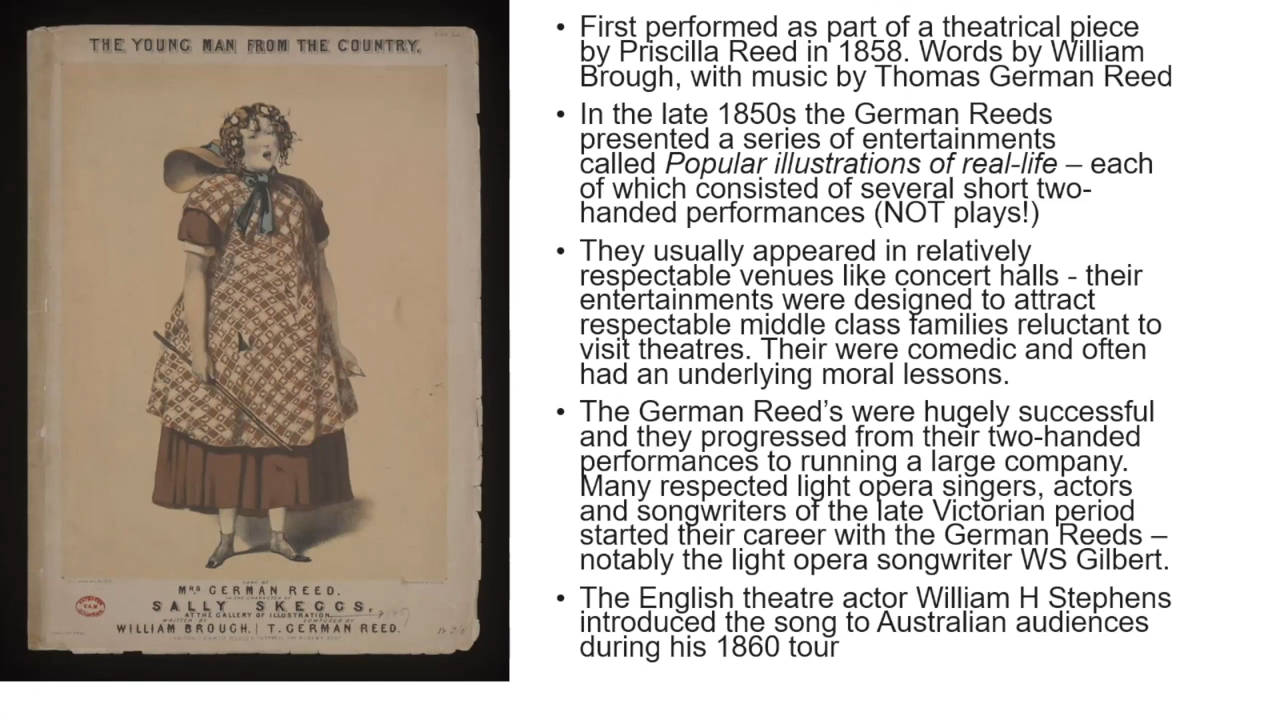 THE YOUNG MAN FROM THE COUNTRY.
SUNG BY
MRS GERMAN REED,
IN THE CHARACTER OF
SALLY SKEGGS,
AT THE GALLERY OF ILLUSTRATION.
WRITTEN BY COMPOSED BY
WILLIAM BROUGH. T. GERMAN REED.
• First performed as part of a theatrical piece
by Priscilla Reed in 1858. Words by William
Brough, with music by Thomas German Reed
• In the late 1850s the German Reeds
presented a series of entertainments
called Popular illustrations of real-life – each
of which consisted of several short two-
handed performances (NOT plays!)
• They usually appeared in relatively
respectable venues like concert halls - their
entertainments were designed to attract
respectable middle class families reluctant to
visit theatres. Their were comedic and often
had an underlying moral lessons.
• The German Reed’s were hugely successful
and they progressed from their two-handed
performances to running a large company.
Many respected light opera singers, actors
and songwriters of the late Victorian period
started their career with the German Reeds –
notably the light opera songwriter WS Gilbert.
• The English theatre actor William H Stephens
introduced the song to Australian audiences
during his 1860 tour